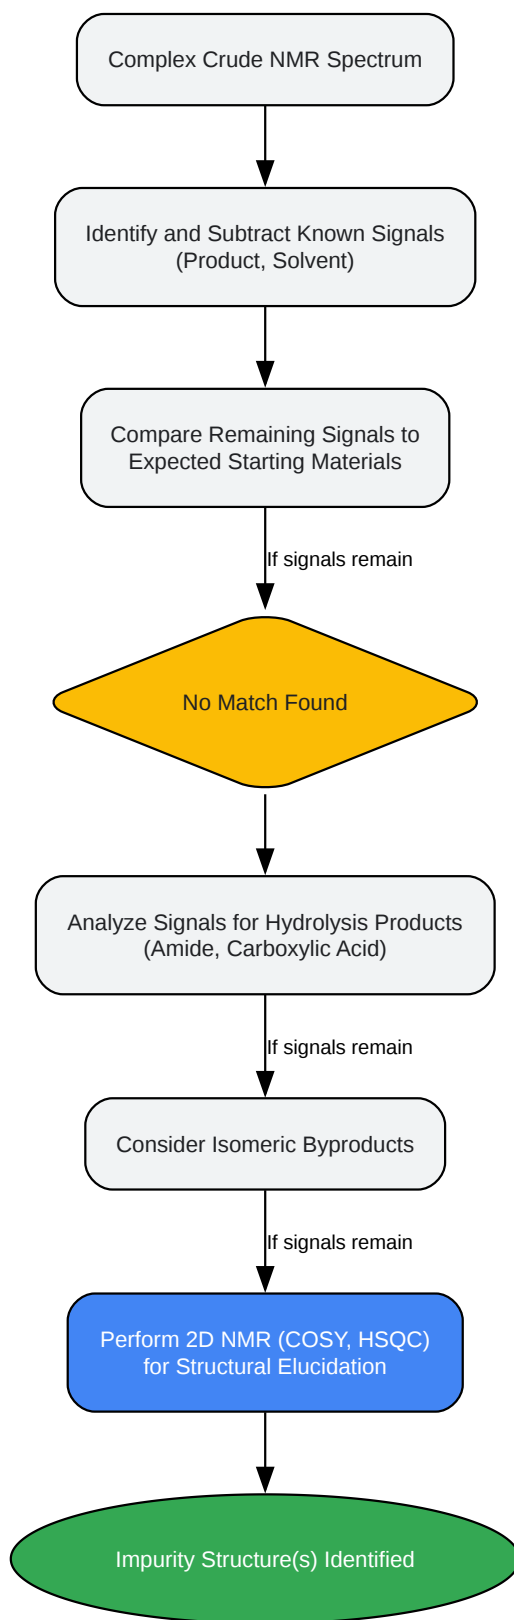 Complex Crude NMR Spectrum
Identify and Subtract Known Signals
(Product, Solvent)
Compare Remaining Signals to
Expected Starting Materials
If signals remain
No Match Found
Analyze Signals for Hydrolysis Products
(Amide, Carboxylic Acid)
If signals remain
Consider Isomeric Byproducts
If signals remain
Perform 2D NMR (COSY, HSQC)
for Structural Elucidation
Impurity Structure(s) Identified